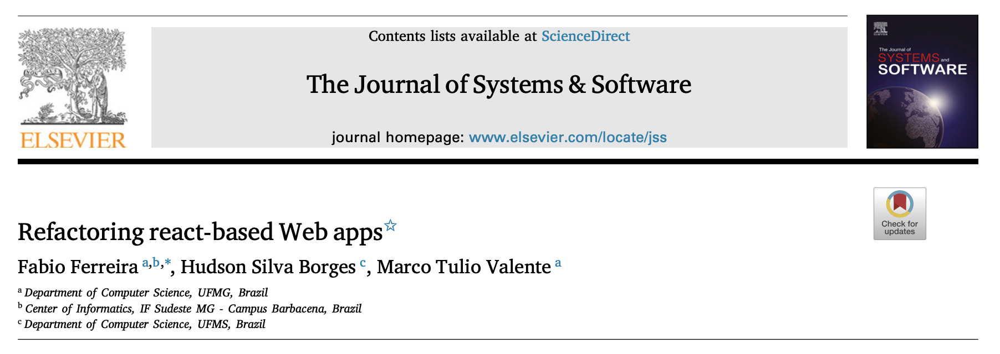 Contents lists available at ScienceDirect
The Journal of Systems & Software
journal homepage: www.elsevier.com/locate/jss
NON SOLUS
ELSEVIER
ELSEVIER
The Journal of
SYSTEMS and
SOFTWARE
Check for
updates
Refactoring react-based Web apps☆
Fabio Ferreira a,b,*, Hudson Silva Borges c, Marco Tulio Valente a
a Department of Computer Science, UFMG, Brazil
b Center of Informatics, IF Sudeste MG - Campus Barbacena, Brazil
c Department of Computer Science, UFMS, Brazil